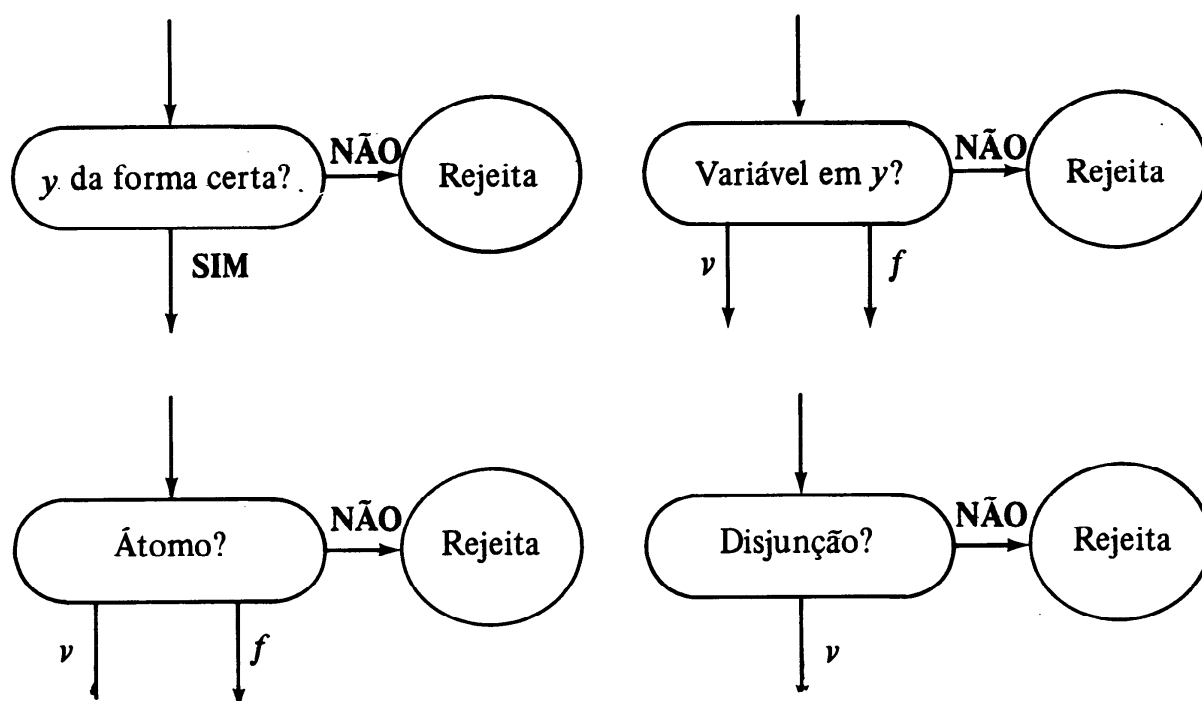 y da forma certa?
NÃO
Rejeita
SIM
Variável em y?
NÃO
Rejeita
v
f
Átomo?
NÃO
Rejeita
v
f
Disjunção?
NÃO
Rejeita
v